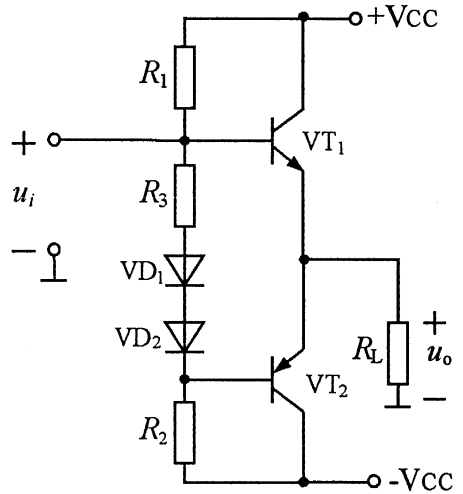 +VCC
R1
VT1
+
ui
−
R3
VD1
VD2
RL
+
uo
−
VT2
R2
-VCC